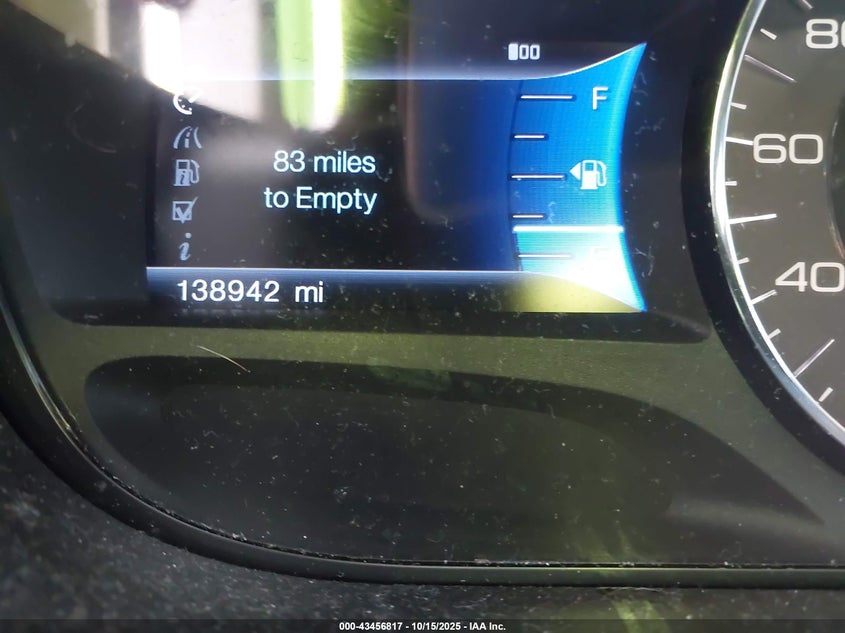 80
F
60
83 miles
to Empty
i
40
138942 mi
000-43456817 - 10/15/2025 - IAA Inc.